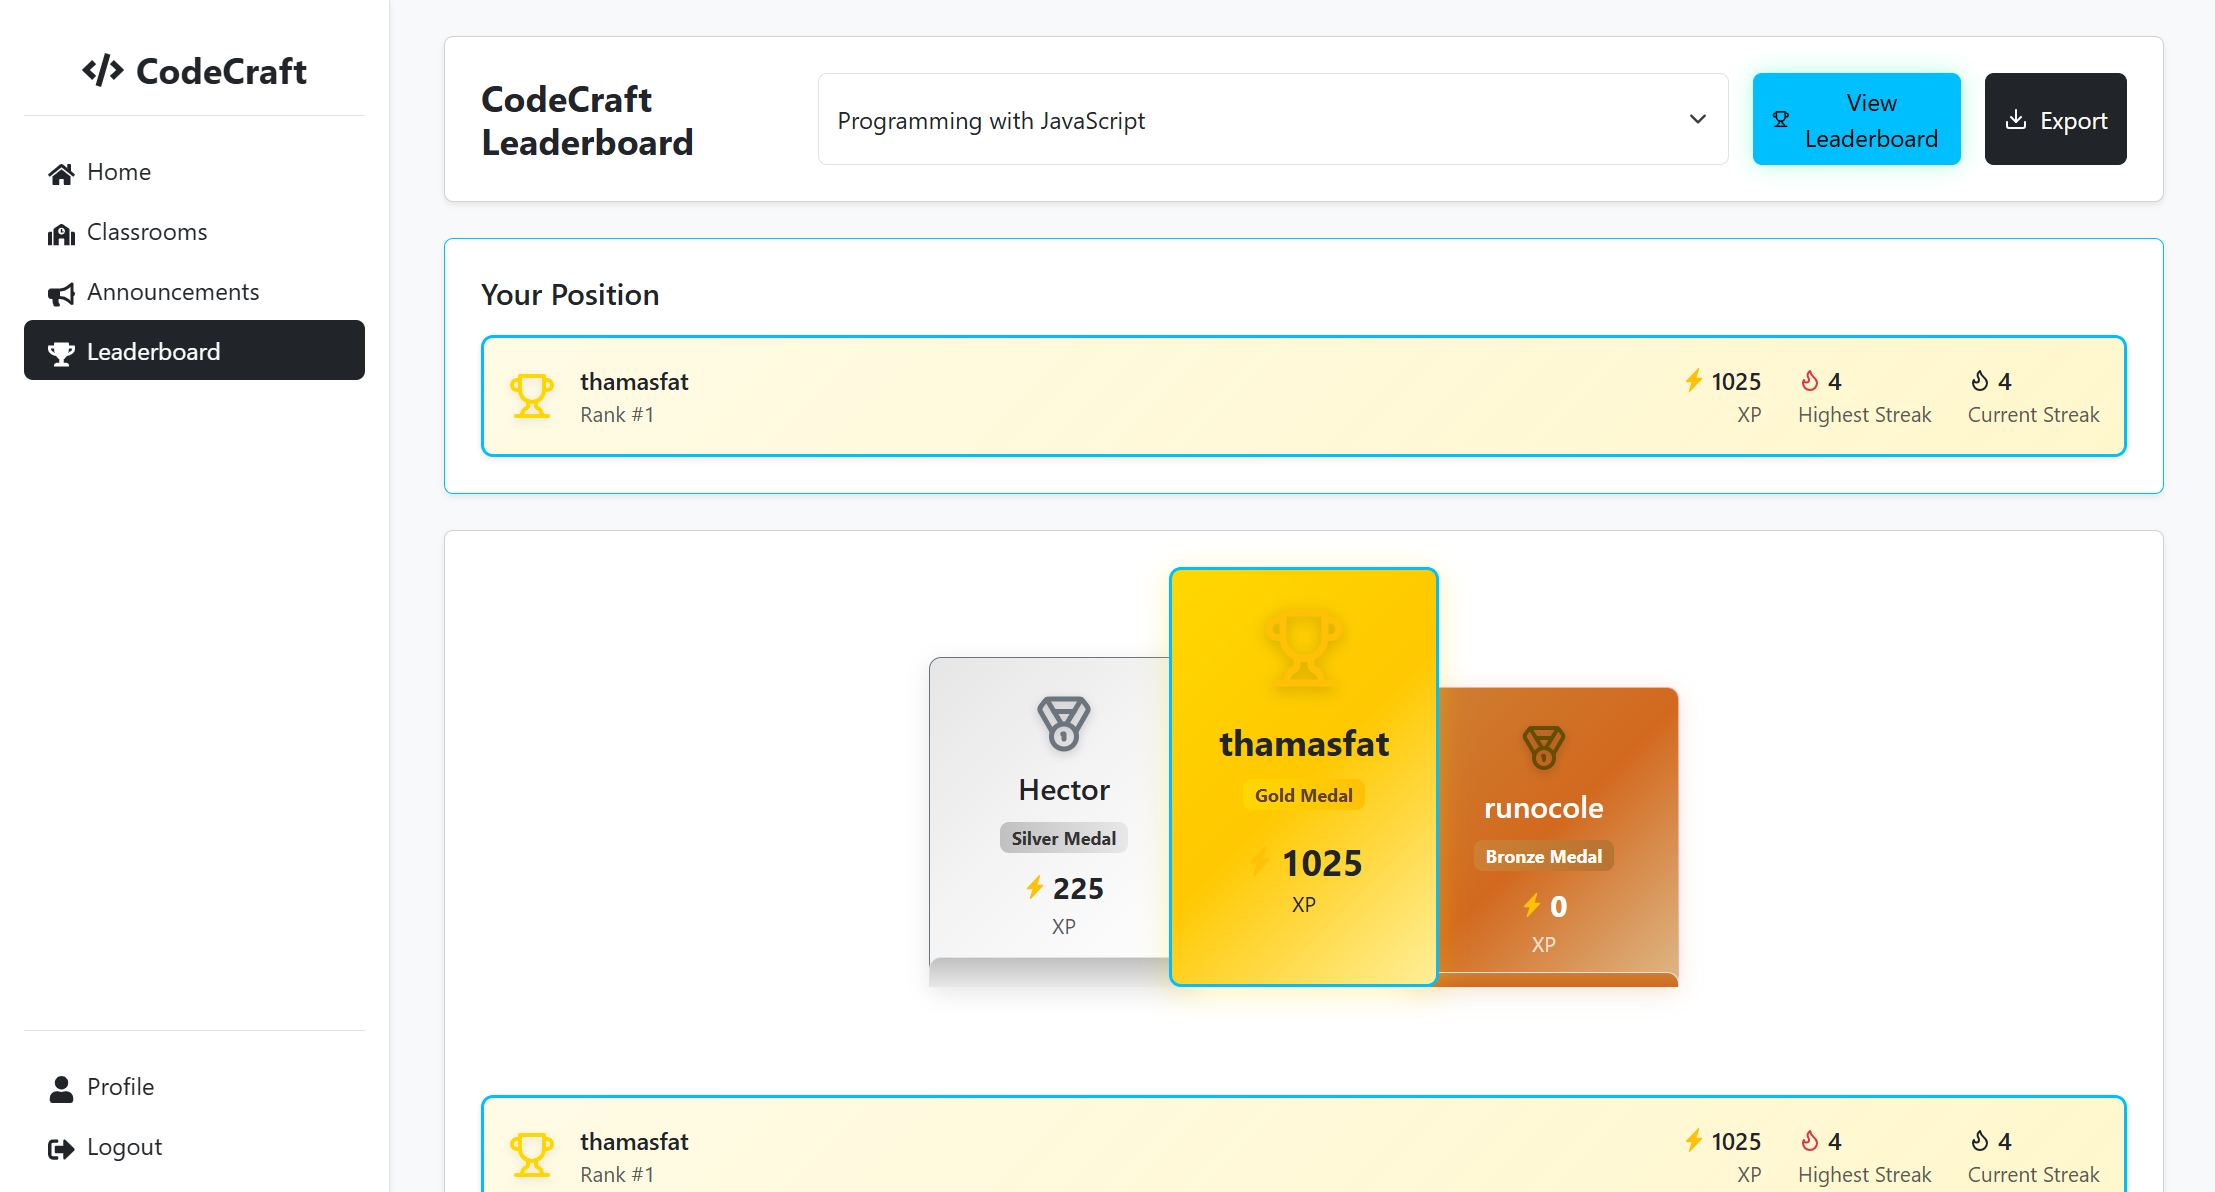 CodeCraft
Home
Classrooms
Announcements
Leaderboard
Profile
Logout
CodeCraft
Leaderboard
Programming with JavaScript
View
Leaderboard
Export
Your Position
thamasfat
Rank #1
1025
XP
4
Highest Streak
4
Current Streak
Hector
Silver Medal
225
XP
thamasfat
Gold Medal
1025
XP
runocole
Bronze Medal
0
XP
thamasfat
Rank #1
1025
XP
4
Highest Streak
4
Current Streak